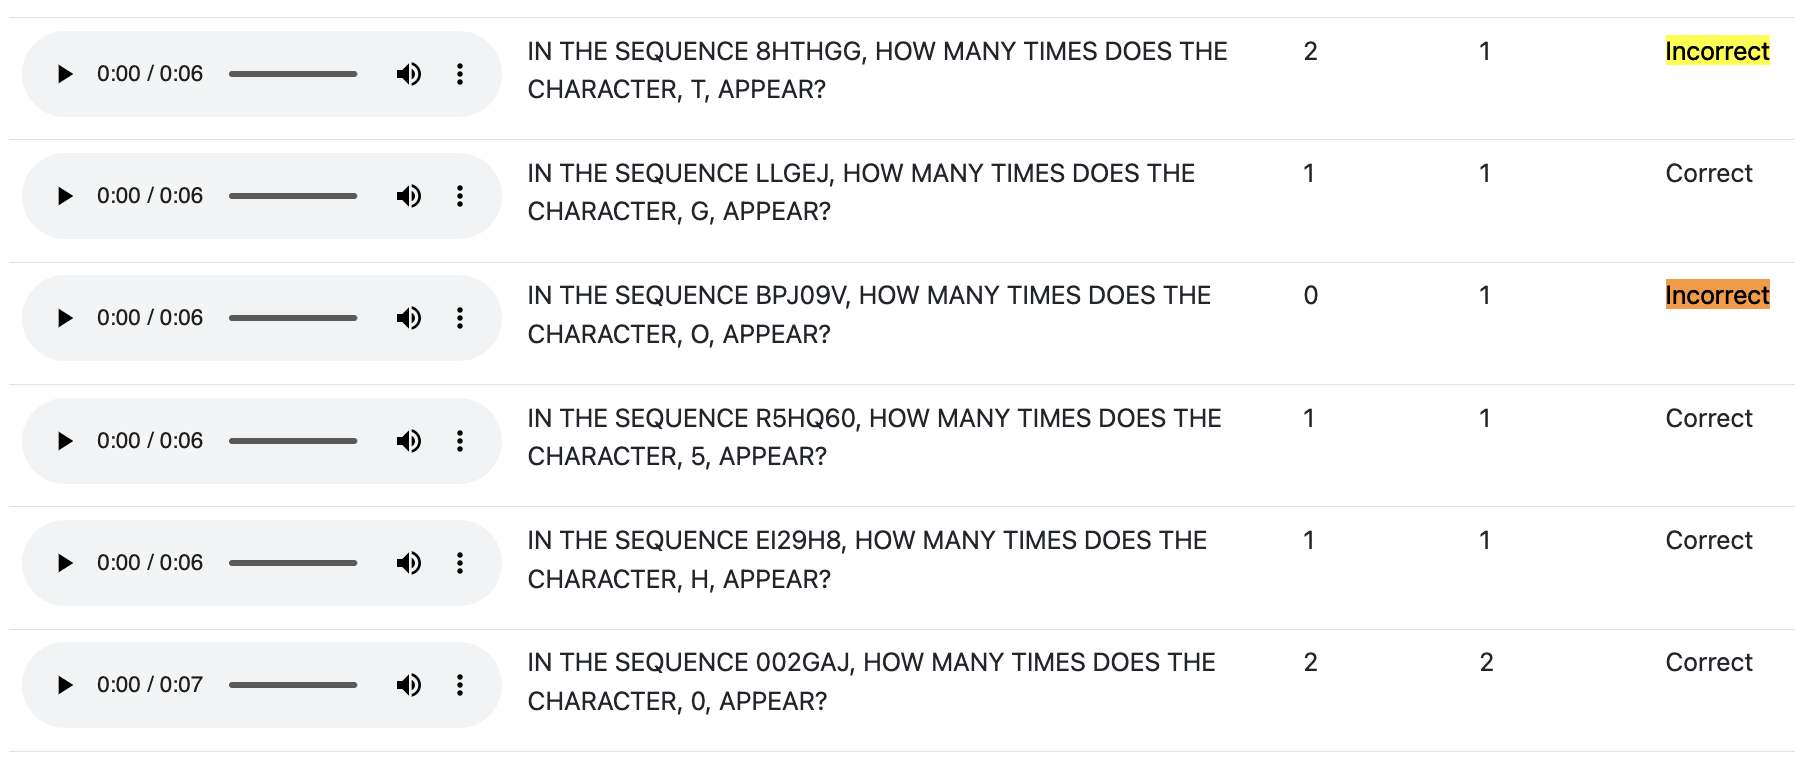 0:00 / 0:06 IN THE SEQUENCE 8HTHGG, HOW MANY TIMES DOES THE 2 1 Incorrect
CHARACTER, T, APPEAR?
0:00 / 0:06 IN THE SEQUENCE LLGEJ, HOW MANY TIMES DOES THE 1 1 Correct
CHARACTER, G, APPEAR?
0:00 / 0:06 IN THE SEQUENCE BPJ09V, HOW MANY TIMES DOES THE 0 1 Incorrect
CHARACTER, O, APPEAR?
0:00 / 0:06 IN THE SEQUENCE R5HQ60, HOW MANY TIMES DOES THE 1 1 Correct
CHARACTER, 5, APPEAR?
0:00 / 0:06 IN THE SEQUENCE EI29H8, HOW MANY TIMES DOES THE 1 1 Correct
CHARACTER, H, APPEAR?
0:00 / 0:07 IN THE SEQUENCE 002GAJ, HOW MANY TIMES DOES THE 2 2 Correct
CHARACTER, 0, APPEAR?